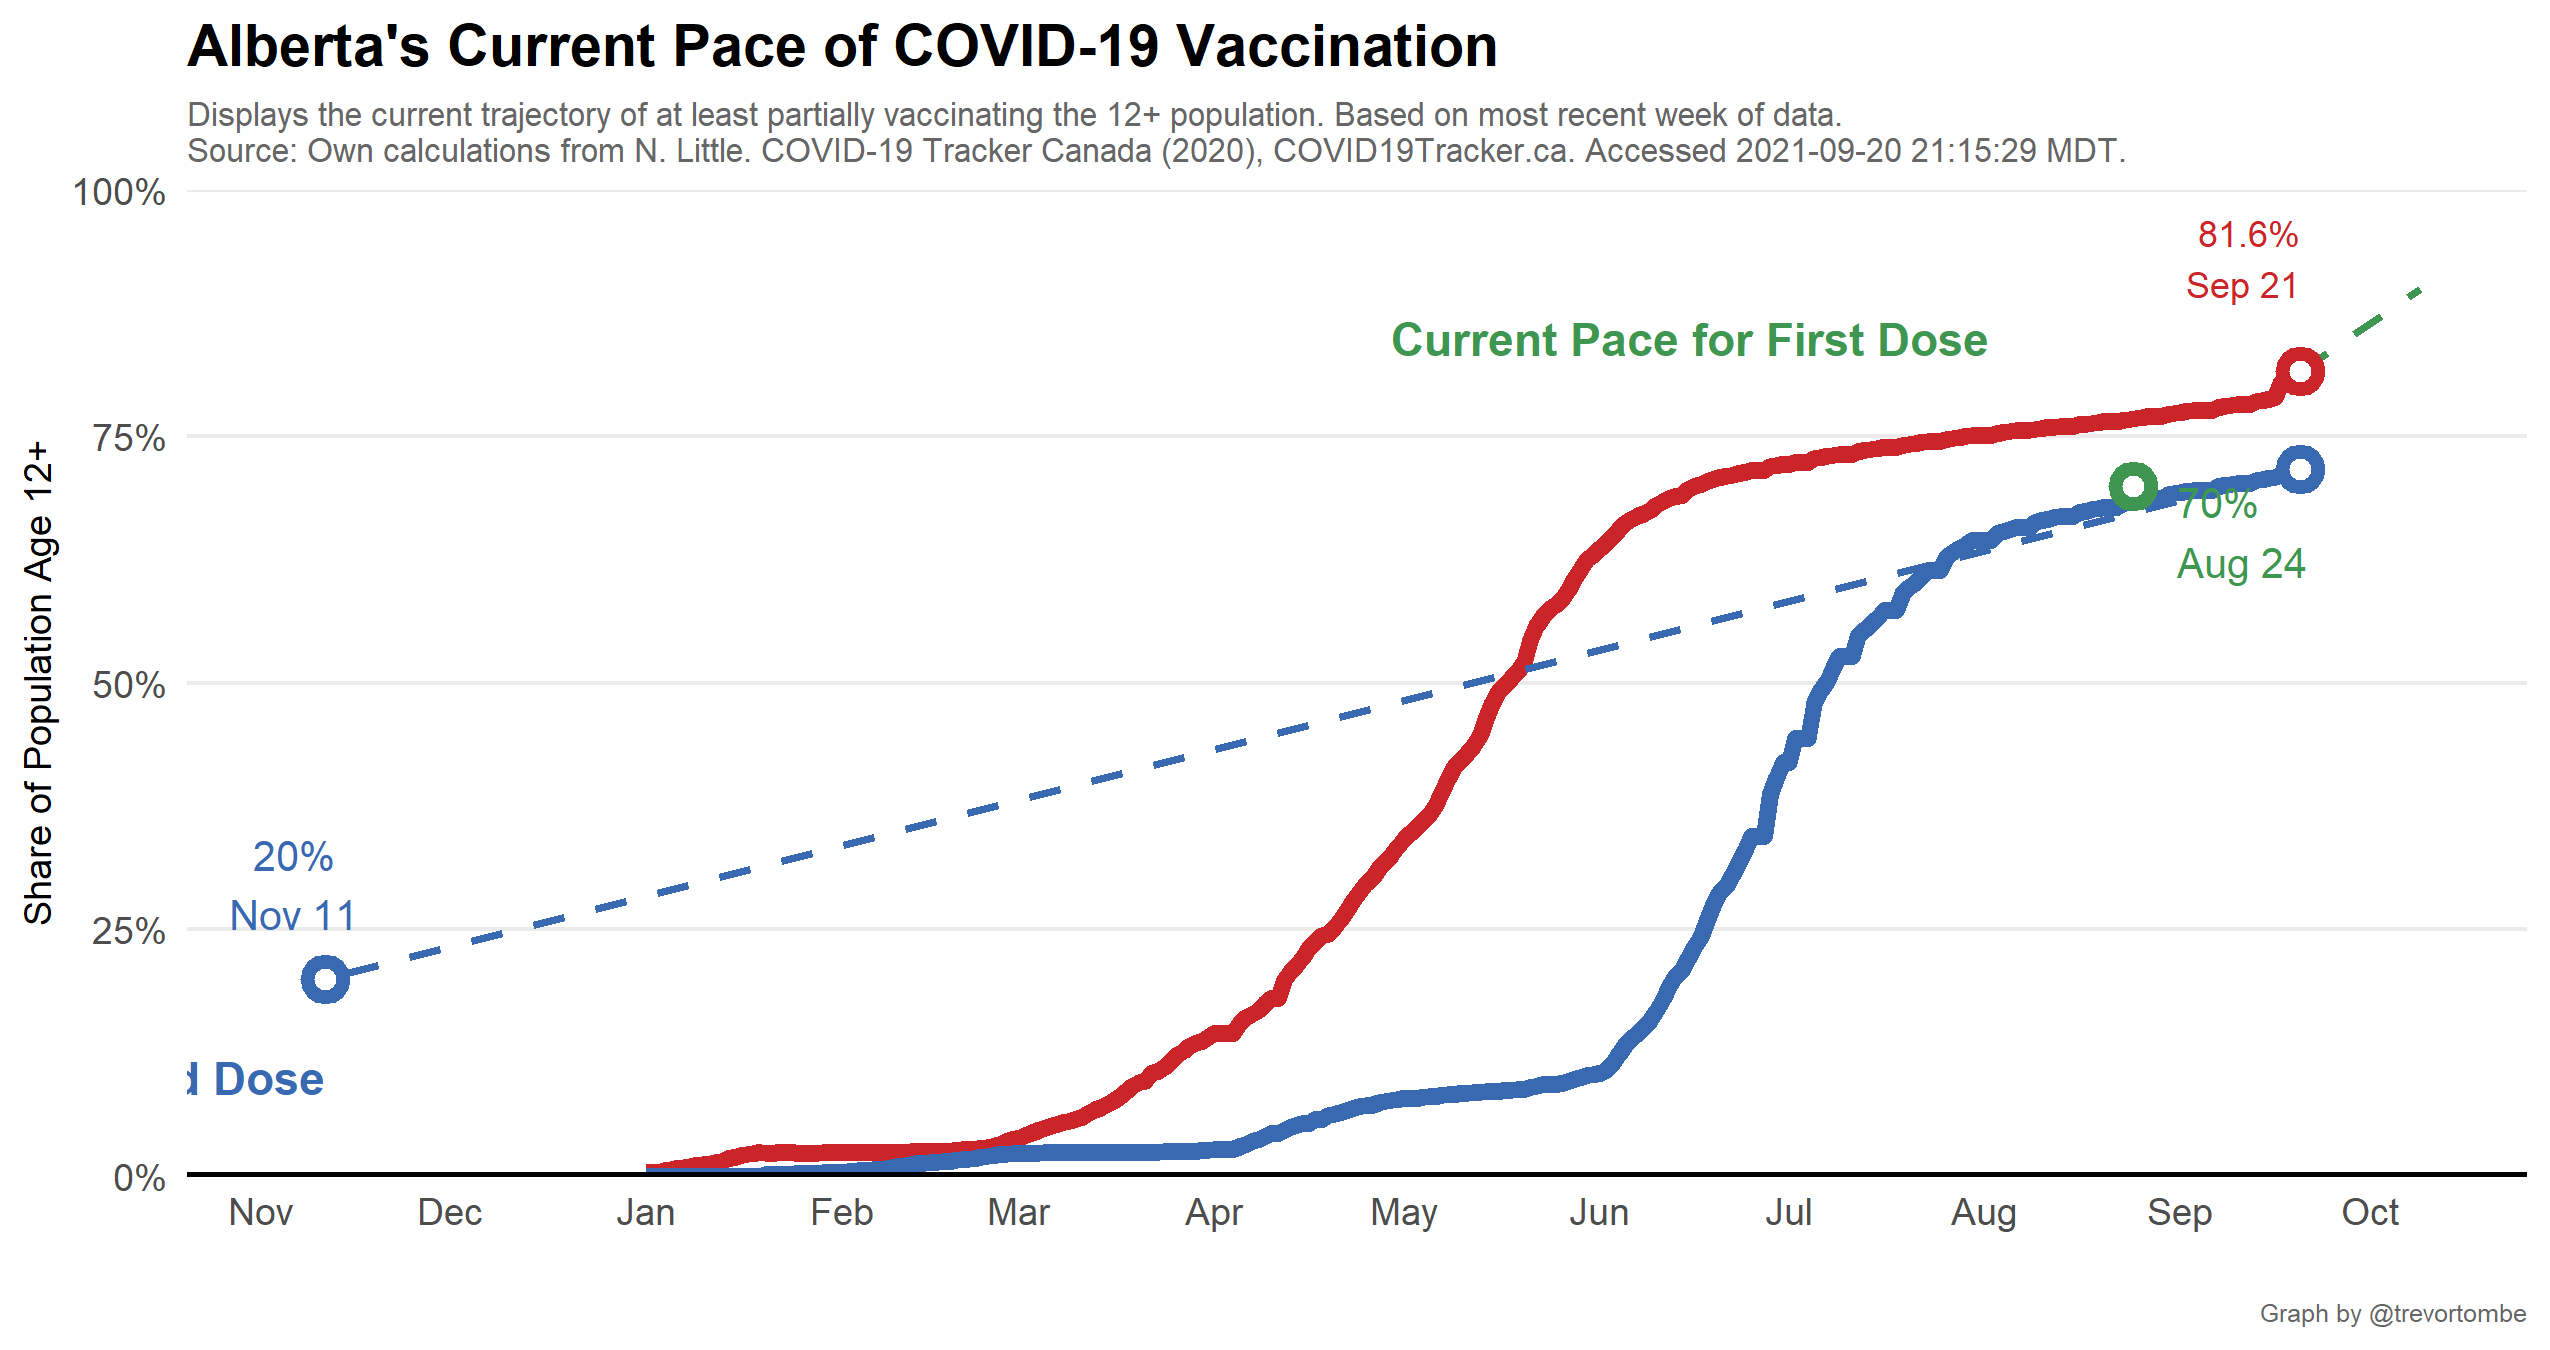 Alberta's Current Pace of COVID-19 Vaccination
Displays the current trajectory of at least partially vaccinating the 12+ population. Based on most recent week of data.
Source: Own calculations from N. Little. COVID-19 Tracker Canada (2020), COVID19Tracker.ca. Accessed 2021-09-20 21:15:29 MDT.
100%
75%
50%
25%
0%
Share of Population Age 12+
81.6%
Sep 21
Current Pace for First Dose
70%
Aug 24
20%
Nov 11
d Dose
Nov Dec Jan Feb Mar Apr May Jun Jul Aug Sep Oct
Graph by @trevortombe